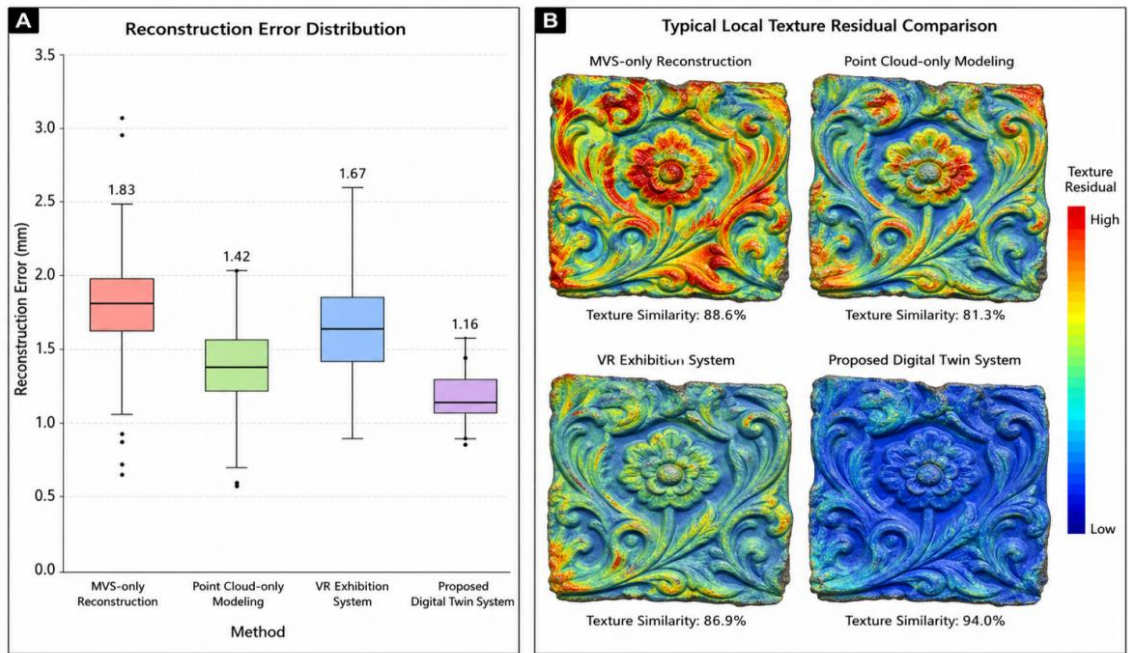 A
Reconstruction Error Distribution
Reconstruction Error (mm)
3.5
3.0
2.5
2.0
1.5
1.0
0.5
0.0
1.83
1.42
1.67
1.16
MVS-only
Reconstruction
Point Cloud-only
Modeling
VR Exhibition
System
Proposed
Digital Twin System
Method
B
Typical Local Texture Residual Comparison
MVS-only Reconstruction
Point Cloud-only Modeling
Texture Similarity: 88.6%
Texture Similarity: 81.3%
VR Exhibition System
Proposed Digital Twin System
Texture Similarity: 86.9%
Texture Similarity: 94.0%
Texture
Residual
High
Low